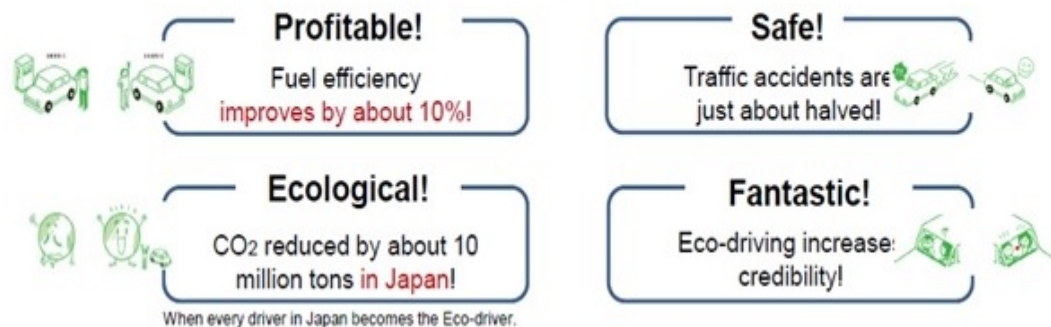 Profitable!
Fuel efficiency
improves by about 10%!
Safe!
Traffic accidents are
just about halved!
Ecological!
CO2 reduced by about 10
million tons in Japan!
When every driver in Japan becomes the Eco-driver.
Fantastic!
Eco-driving increases
credibility!